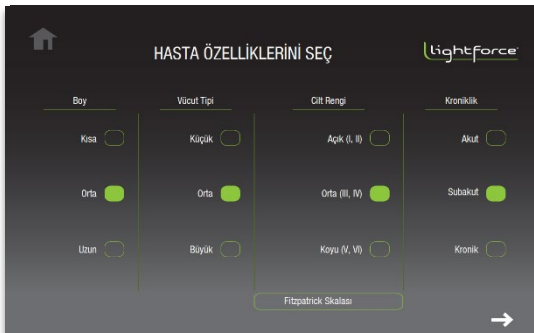 HASTA ÖZELLİKLERİNİ SEÇ
lightforce
Boy
Vücut Tipi
Cilt Rengi
Kroniklik
Kısa
Küçük
Açık (I, II)
Akut
Orta
Orta
Orta (III, IV)
Subakut
Uzun
Büyük
Koyu (V, VI)
Kronik
Fitzpatrick Skalası